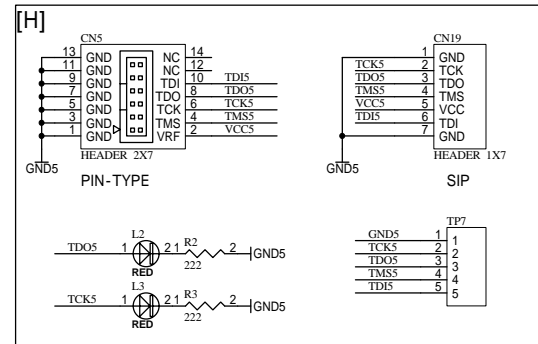 [H]
CN5
13 GND NC 14
11 GND NC 12
9 GND TDI 10 TDI5
7 GND TDO 8 TDO5
5 GND TCK 6 TCK5
3 GND TMS 4 TMS5
1 GND VRF 2 VCC5
HEADER 2X7
GND5
PIN-TYPE
CN19
1 GND
TCK5 2 TCK
TDO5 3 TDO
TMS5 4 TMS
VCC5 5 VCC
TDI5 6 TDI
7 GND
HEADER 1X7
GND5
SIP
L2 R2
TDO5 1 2 1 2 GND5
RED 222
L3 R3
TCK5 1 2 1 2 GND5
RED 222
TP7
GND5 1 1
TCK5 2 2
TDO5 3 3
TMS5 4 4
TDI5 5 5